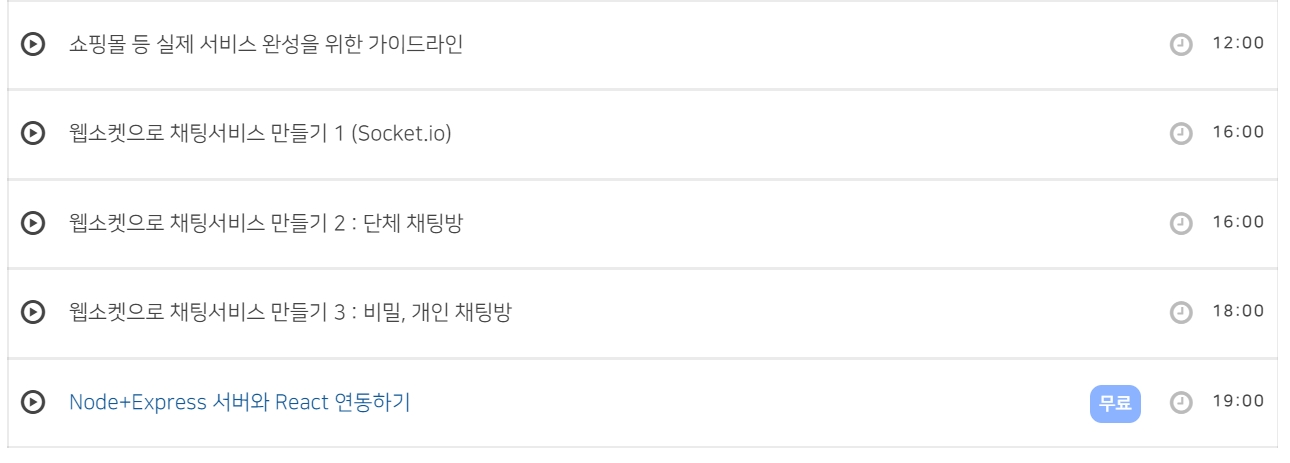 쇼핑몰 등 실제 서비스 완성을 위한 가이드라인 12:00
웹소켓으로 채팅서비스 만들기 1 (Socket.io) 16:00
웹소켓으로 채팅서비스 만들기 2 : 단체 채팅방 16:00
웹소켓으로 채팅서비스 만들기 3 : 비밀, 개인 채팅방 18:00
Node+Express 서버와 React 연동하기 무료 19:00